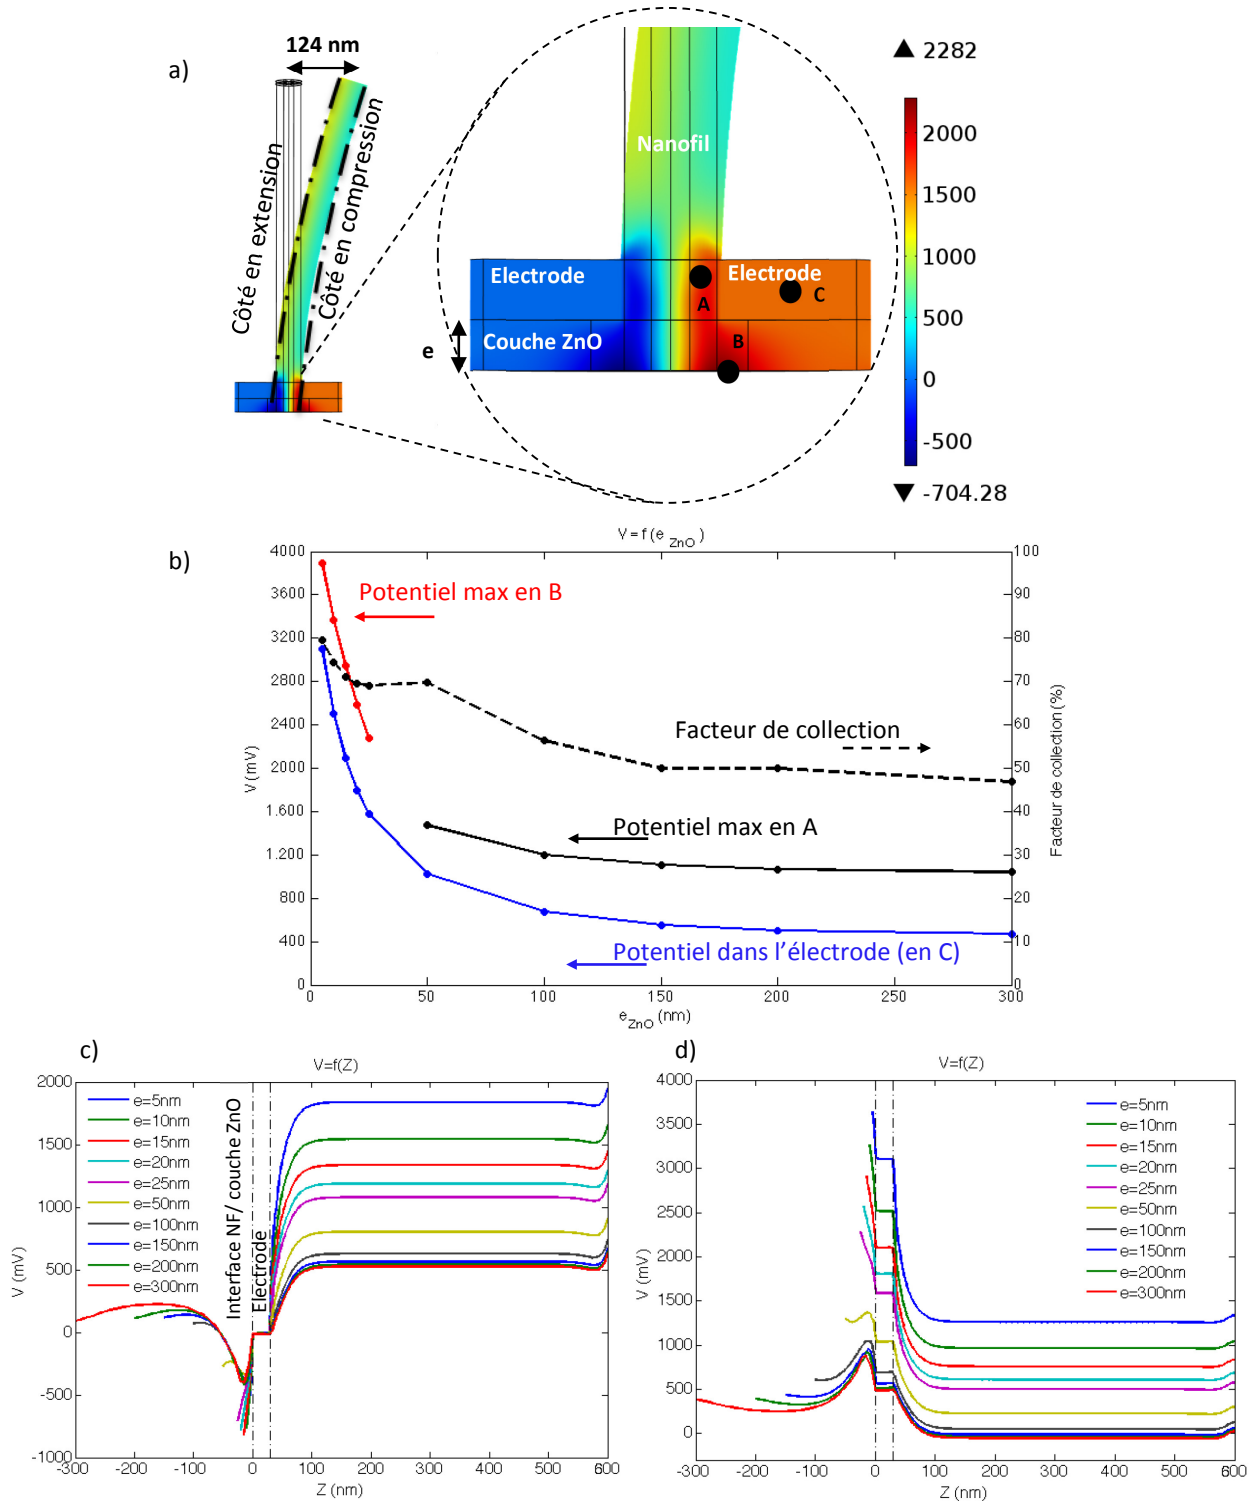 a)
124 nm
Côté en extension
Côté en compression
Nanofil
Electrode
Electrode
A
C
Couche ZnO
B
e
2282
2000
1500
1000
500
0
-500
-704.28
b)
V = f ( e ZnO )
4000
3600
3200
2800
2400
2000
1.600
1.200
800
400
0
V (mV)
100
90
80
70
60
50
40
30
20
10
0
Facteur de collection (%)
Potentiel max en B
Facteur de collection
Potentiel max en A
Potentiel dans l'électrode (en C)
0 50 100 150 200 250 300
e ZnO (nm)
c)
V=f(Z)
2000
1500
1000
500
0
-500
-1000
V (mV)
e=5nm
e=10nm
e=15nm
e=20nm
e=25nm
e=50nm
e=100nm
e=150nm
e=200nm
e=300nm
Interface NF/ couche ZnO
Electrode
-300 -200 -100 0 100 200 300 400 500 600
Z (nm)
d)
V=f(Z)
4000
3500
3000
2500
2000
1500
1000
500
0
V (mV)
e=5nm
e=10nm
e=15nm
e=20nm
e=25nm
e=50nm
e=100nm
e=150nm
e=200nm
e=300nm
-300 -200 -100 0 100 200 300 400 500 600
Z (nm)